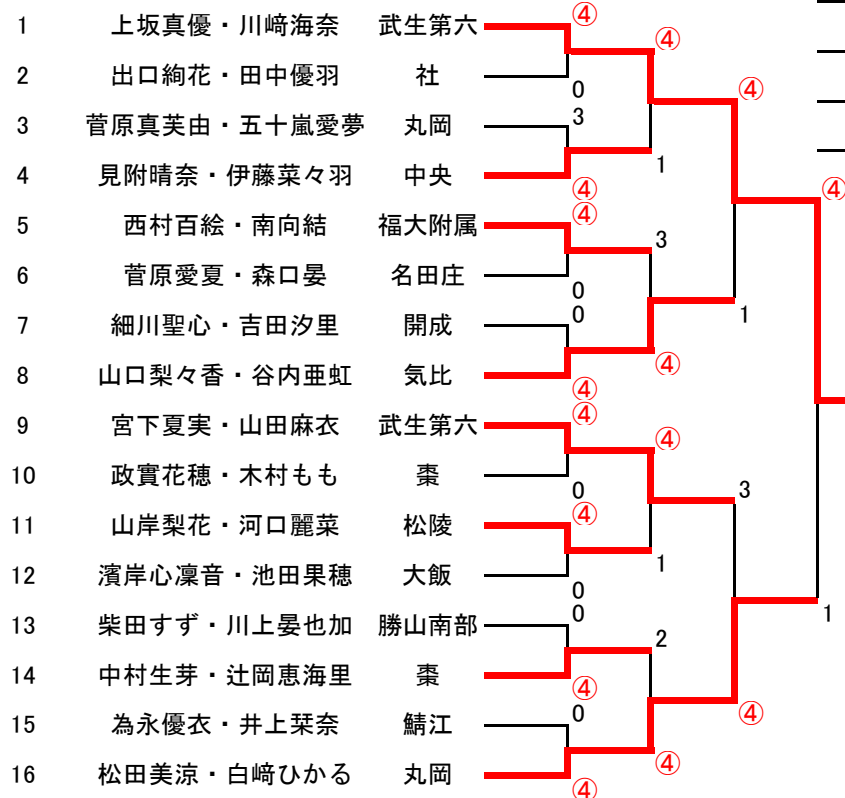 ④
1 上坂真優・川﨑海奈 武生第六 ④
④
2 出口絢花・田中優羽 社
0
3
3 菅原真芙由・五十嵐愛夢 丸岡
1
4 見附晴奈・伊藤菜々羽 中央
④
④
④
5 西村百絵・南向結 福大附属
3
6 菅原愛夏・森口晏 名田庄
0
0
1
7 細川聖心・吉田汐里 開成
④
8 山口梨々香・谷内亜虹 気比
④
④
9 宮下夏実・山田麻衣 武生第六
④
10 政實花穂・木村もも 棗
0
3
④
11 山岸梨花・河口麗菜 松陵
1
12 濱岸心凜音・池田果穂 大飯
0
0
1
13 柴田すず・川上晏也加 勝山南部
2
14 中村生芽・辻岡恵海里 棗
④
0
④
15 為永優衣・井上栞奈 鯖江
④
16 松田美涼・白﨑ひかる 丸岡
④